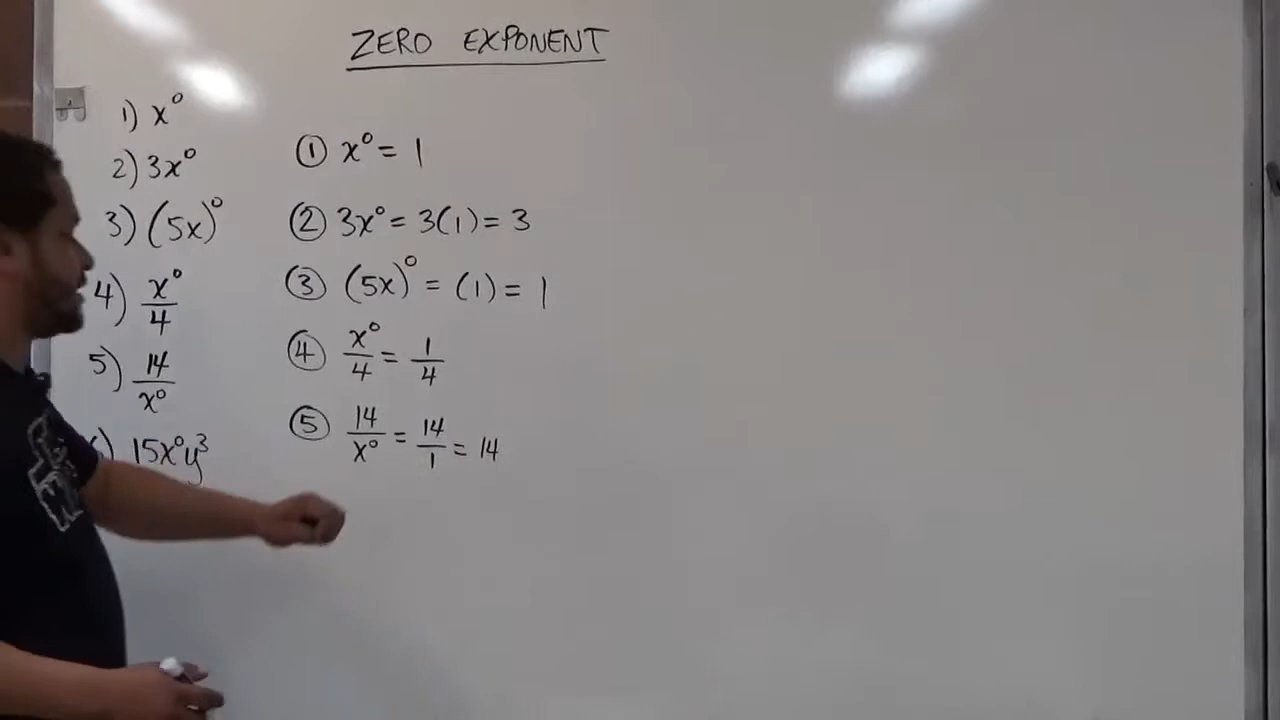 ZERO EXPONENT
1) x⁰
2) 3x⁰
3) (5x)⁰
4) x⁰/4
5) 14/x⁰
) 15x⁰y³
① x⁰ = 1
② 3x⁰ = 3(1) = 3
③ (5x)⁰ = (1) = 1
④ x⁰/4 = 1/4
⑤ 14/x⁰ = 14/1 = 14